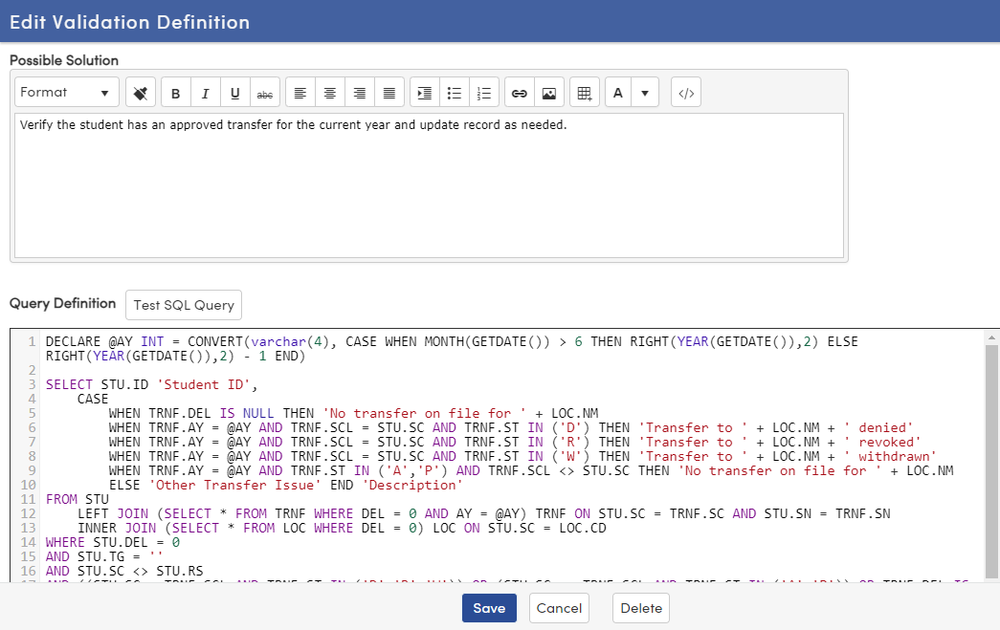 Edit Validation Definition
Possible Solution
Format B I U abc A </>
Verify the student has an approved transfer for the current year and update record as needed.
Query Definition Test SQL Query
1 DECLARE @AY INT = CONVERT(varchar(4), CASE WHEN MONTH(GETDATE()) > 6 THEN RIGHT(YEAR(GETDATE()),2) ELSE
RIGHT(YEAR(GETDATE()),2) - 1 END)
2
3 SELECT STU.ID 'Student ID',
4 CASE
5 WHEN TRNF.DEL IS NULL THEN 'No transfer on file for ' + LOC.NM
6 WHEN TRNF.AY = @AY AND TRNF.SCL = STU.SC AND TRNF.ST IN ('D') THEN 'Transfer to ' + LOC.NM + ' denied'
7 WHEN TRNF.AY = @AY AND TRNF.SCL = STU.SC AND TRNF.ST IN ('R') THEN 'Transfer to ' + LOC.NM + ' revoked'
8 WHEN TRNF.AY = @AY AND TRNF.SCL = STU.SC AND TRNF.ST IN ('W') THEN 'Transfer to ' + LOC.NM + ' withdrawn'
9 WHEN TRNF.AY = @AY AND TRNF.ST IN ('A','P') AND TRNF.SCL <> STU.SC THEN 'No transfer on file for ' + LOC.NM
10 ELSE 'Other Transfer Issue' END 'Description'
11 FROM STU
12 LEFT JOIN (SELECT * FROM TRNF WHERE DEL = 0 AND AY = @AY) TRNF ON STU.SC = TRNF.SC AND STU.SN = TRNF.SN
13 INNER JOIN (SELECT * FROM LOC WHERE DEL = 0) LOC ON STU.SC = LOC.CD
14 WHERE STU.DEL = 0
15 AND STU.TG = ''
16 AND STU.SC <> STU.RS
Save Cancel Delete